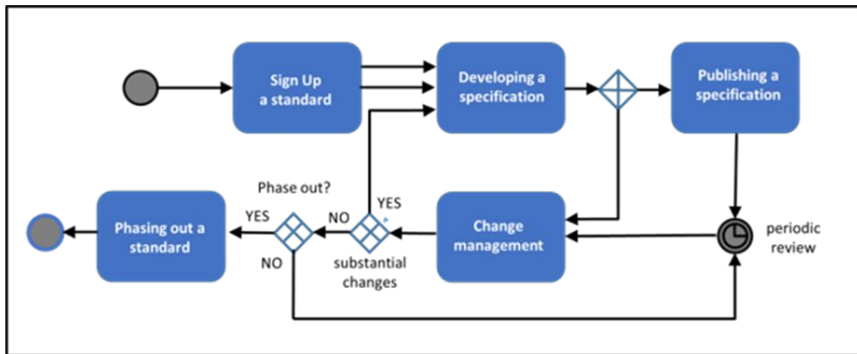 Sign Up
a standard
Developing a
specification
Publishing a
specification
Phase out?
YES
NO
YES
Phasing out a
standard
NO
substantial
changes
Change
management
periodic
review